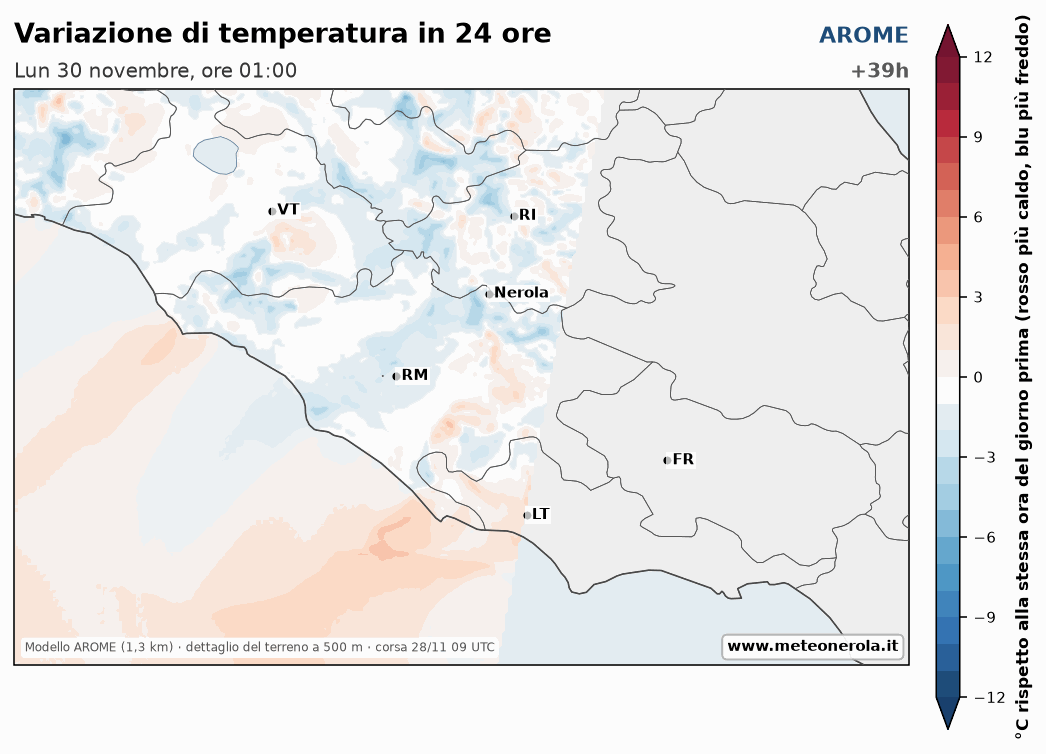 Variazione di temperatura in 24 ore
AROME
Lun 30 novembre, ore 01:00
+39h
VT
RI
Nerola
RM
FR
LT
Modello AROME (1,3 km) · dettaglio del terreno a 500 m · corsa 28/11 09 UTC
www.meteonerola.it
12
9
6
3
0
−3
−6
−9
−12
°C rispetto alla stessa ora del giorno prima (rosso più caldo, blu più freddo)